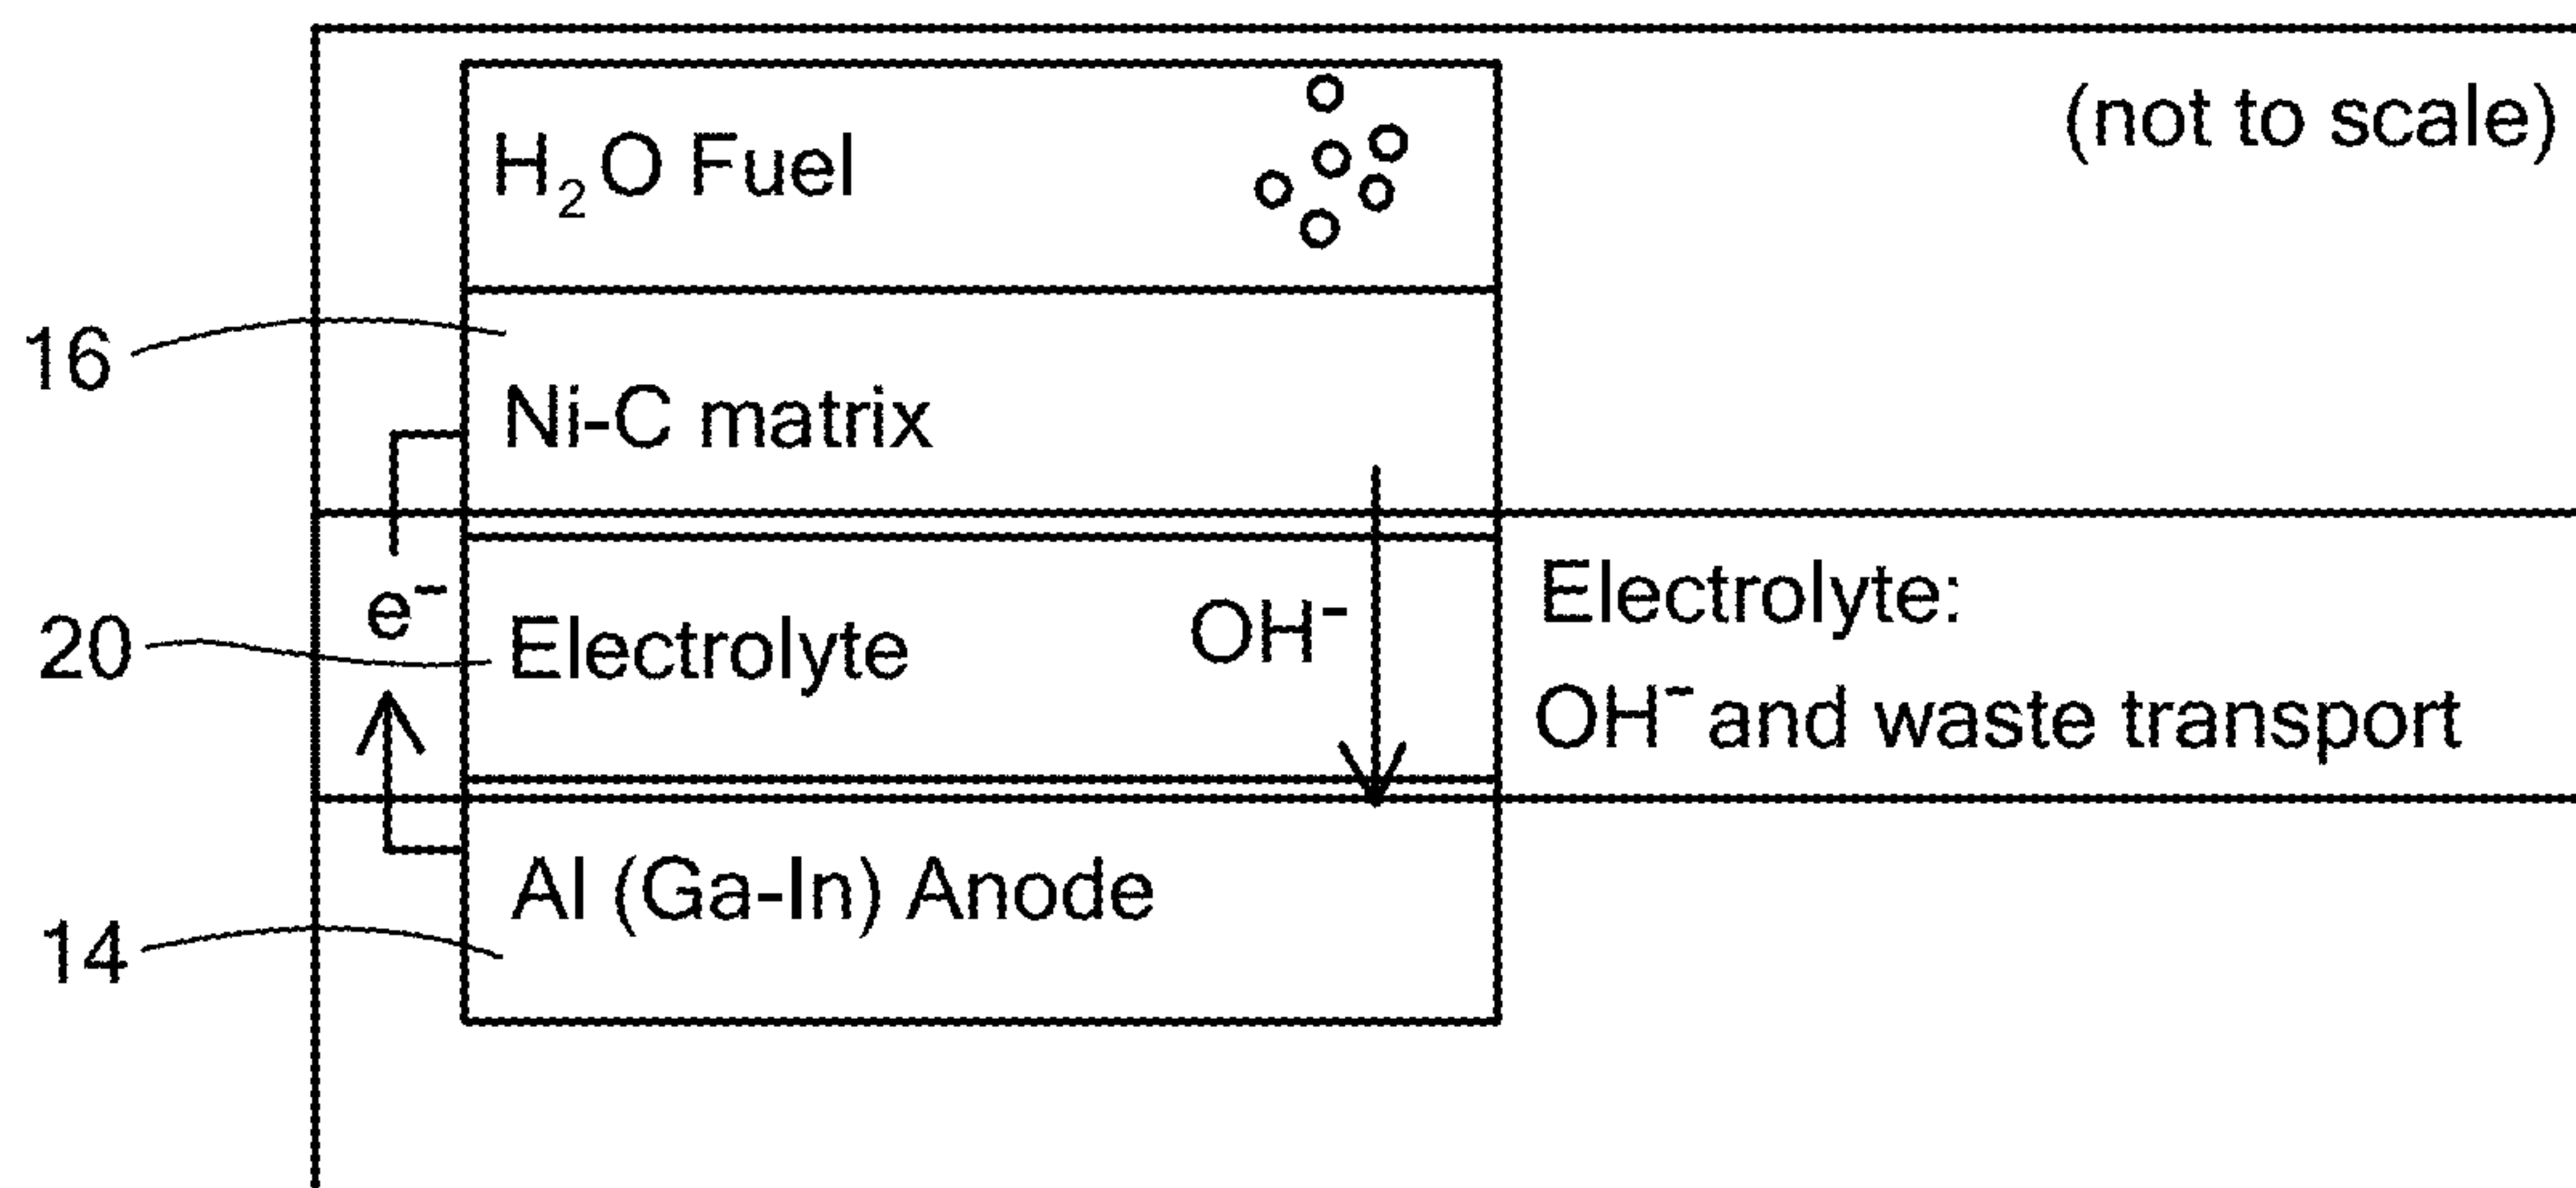 (not to scale)
H₂O Fuel
16
Ni-C matrix
e⁻
20
Electrolyte
OH⁻
Electrolyte:
OH⁻ and waste transport
Al (Ga-In) Anode
14